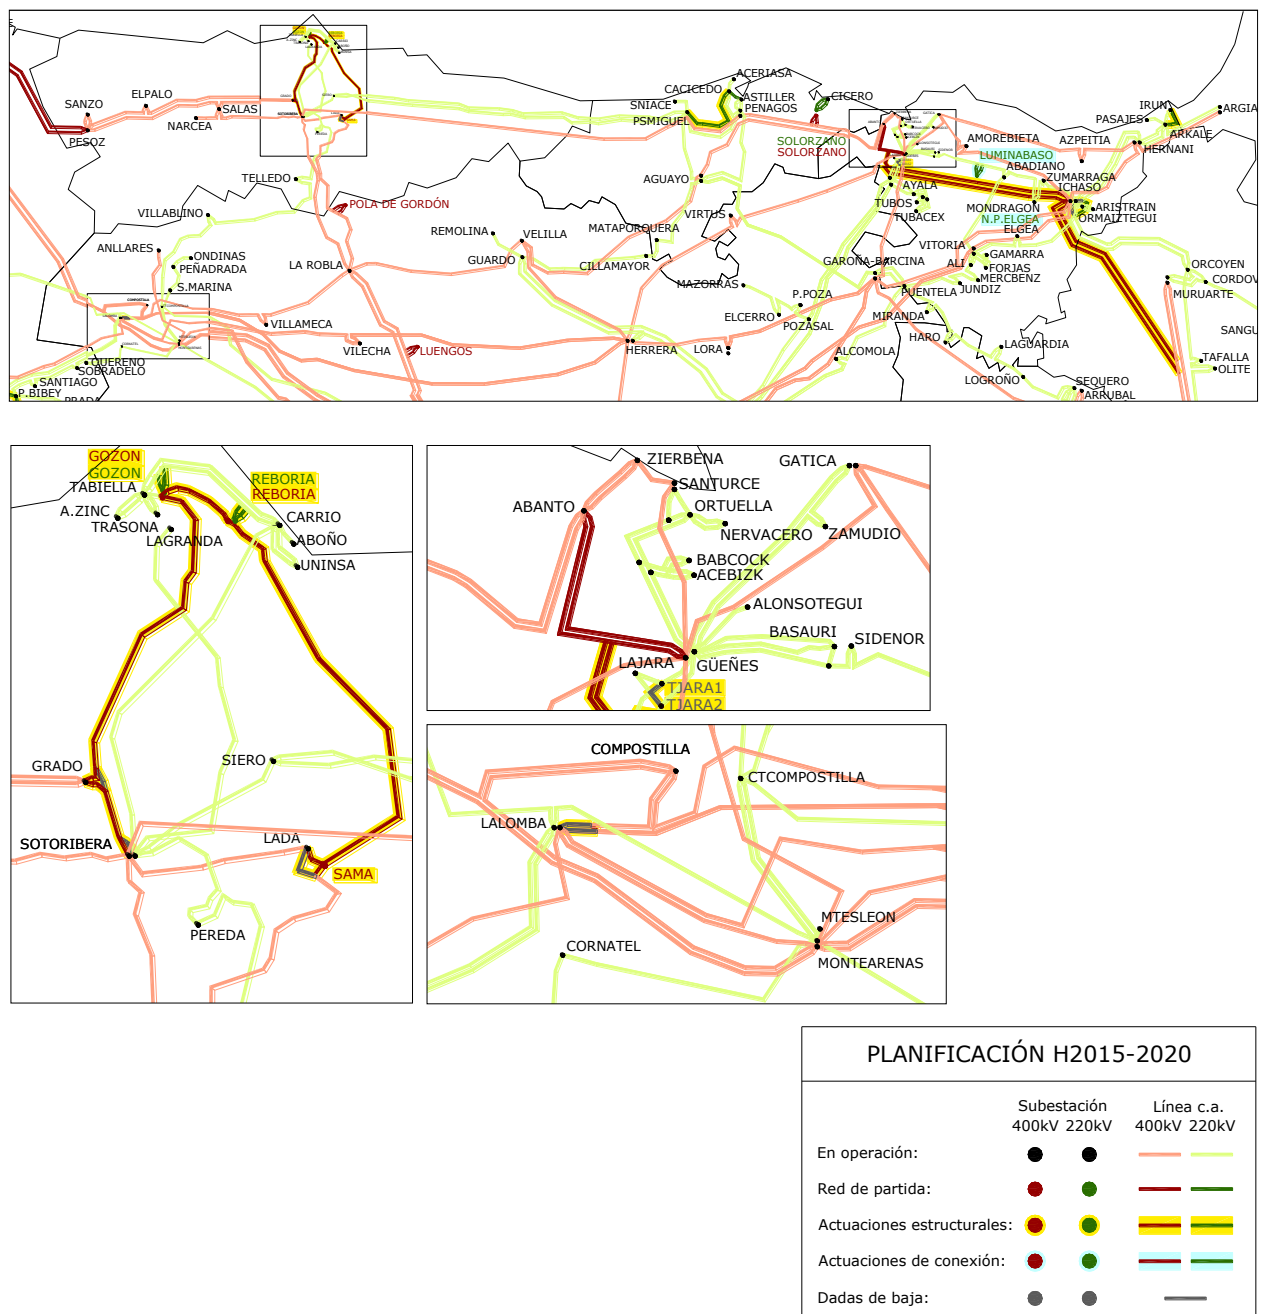 ACERIASA
CACICEDO
ASTILLER
SNIACE
PENAGOS
PSMIGUEL
CICERO
SOLORZANO
SOLORZANO
ELPALO
SANZO
SALAS
NARCEA
PESOZ
IRUN
ARGIA
PASAJES
ARKALE
HERNANI
AMOREBIETA
AZPEITIA
LUMINABASO
ABADIANO
ZUMARRAGA
ICHASO
TELLEDO
AGUAYO
AYALA
TUBOS
TUBACEX
MONDRAGON
ARISTRAIN
ORMAIZTEGUI
N.P.ELGEA
ELGEA
POLA DE GORDÓN
VILLABLINO
VIRTUS
REMOLINA
VELILLA
MATAPORQUERA
VITORIA
GAMARRA
ANLLARES
ONDINAS
PEÑADRADA
GUARDO
CILLAMAYOR
GAROÑA-BARCINA
ALI
FORJAS
MERCBENZ
ORCOYEN
CORDOV
LA ROBLA
S.MARINA
MAZORRAS
PUENTELA
JUNDIZ
MURUARTE
P.POZA
ELCERRO
POZASAL
MIRANDA
VILLAMECA
SANGU
VILECHA
LUENGOS
HERRERA
LORA
ALCOMOLA
HARO
LAGUARDIA
TAFALLA
OLITE
QUEREÑO
SOBRADELO
SANTIAGO
P.BIBEY
PRADA
LOGROÑO
SEQUERO
ARRUBAL
GOZON
GOZON
TABIELLA
REBORIA
REBORIA
A.ZINC
TRASONA
LAGRANDA
CARRIO
ABOÑO
UNINSA
GRADO
SIERO
SOTORIBERA
LADA
SAMA
PEREDA
ZIERBENA
GATICA
SANTURCE
ABANTO
ORTUELLA
NERVACERO
ZAMUDIO
BABCOCK
ACEBIZK
ALONSOTEGUI
BASAURI
SIDENOR
LAJARA
GÜEÑES
TJARA1
TJARA2
COMPOSTILLA
CTCOMPOSTILLA
LALOMBA
MTESLEON
CORNATEL
MONTEARENAS
PLANIFICACIÓN H2015-2020
Subestación Línea c.a.
400kV 220kV 400kV 220kV
En operación:
Red de partida:
Actuaciones estructurales:
Actuaciones de conexión:
Dadas de baja: